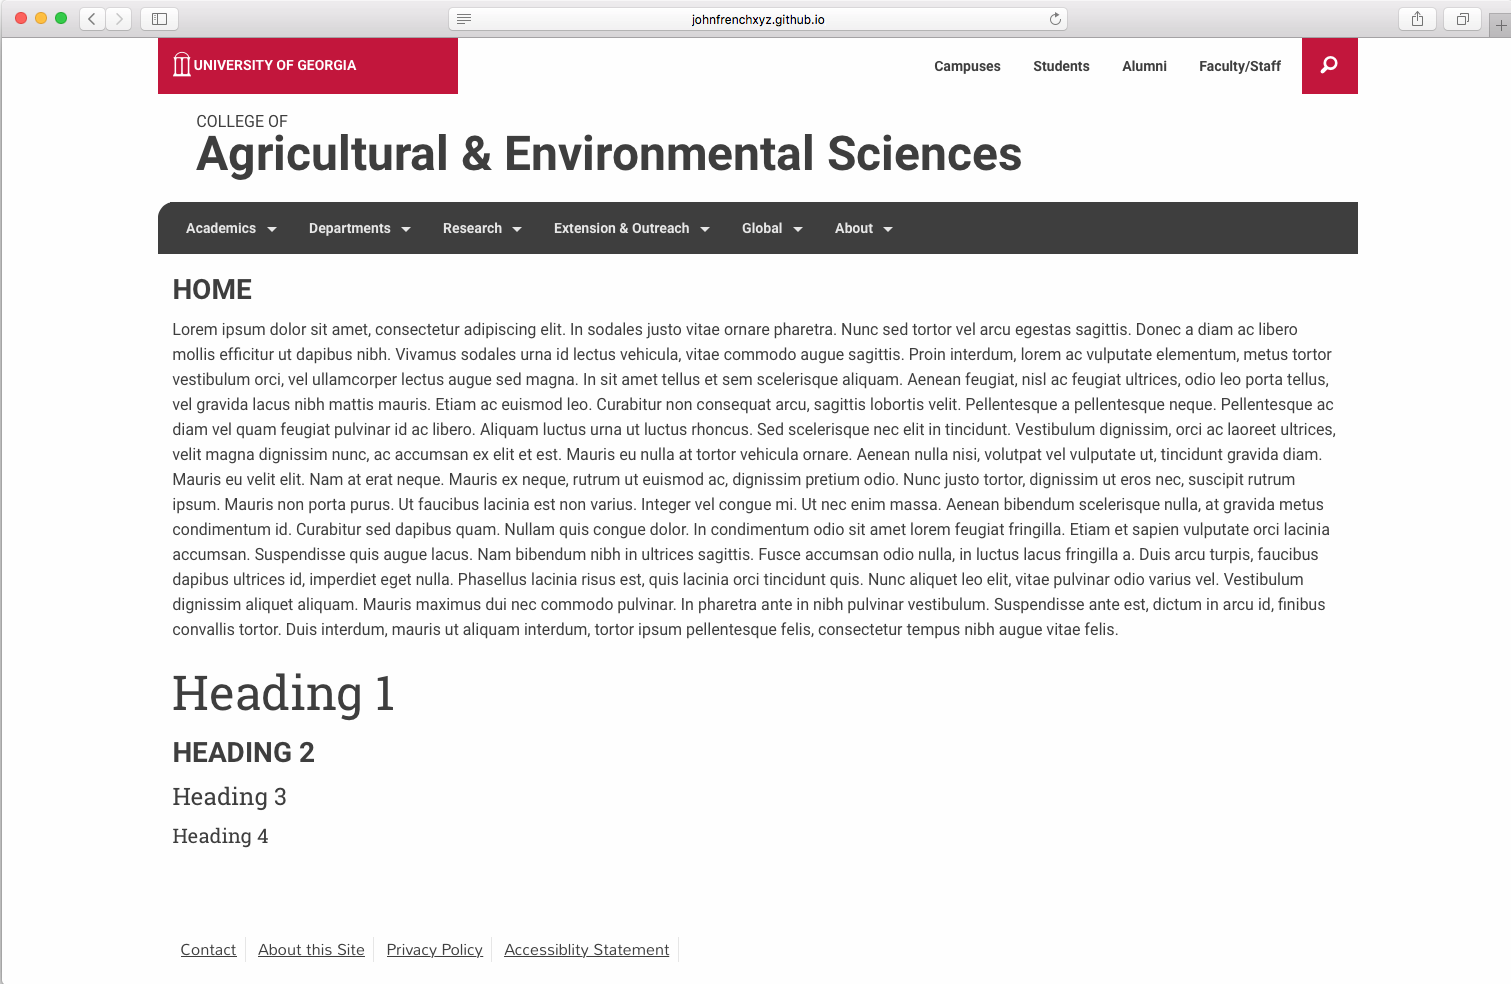 johnfrenchxyz.github.io
UNIVERSITY OF GEORGIA
Campuses Students Alumni Faculty/Staff
COLLEGE OF
Agricultural & Environmental Sciences
Academics Departments Research Extension & Outreach Global About
HOME
Lorem ipsum dolor sit amet, consectetur adipiscing elit. In sodales justo vitae ornare pharetra. Nunc sed tortor vel arcu egestas sagittis. Donec a diam ac libero
mollis efficitur ut dapibus nibh. Vivamus sodales urna id lectus vehicula, vitae commodo augue sagittis. Proin interdum, lorem ac vulputate elementum, metus tortor
vestibulum orci, vel ullamcorper lectus augue sed magna. In sit amet tellus et sem scelerisque aliquam. Aenean feugiat, nisl ac feugiat ultrices, odio leo porta tellus,
vel gravida lacus nibh mattis mauris. Etiam ac euismod leo. Curabitur non consequat arcu, sagittis lobortis velit. Pellentesque a pellentesque neque. Pellentesque ac
diam vel quam feugiat pulvinar id ac libero. Aliquam luctus urna ut luctus rhoncus. Sed scelerisque nec elit in tincidunt. Vestibulum dignissim, orci ac laoreet ultrices,
velit magna dignissim nunc, ac accumsan ex elit et est. Mauris eu nulla at tortor vehicula ornare. Aenean nulla nisi, volutpat vel vulputate ut, tincidunt gravida diam.
Mauris eu velit elit. Nam at erat neque. Mauris ex neque, rutrum ut euismod ac, dignissim pretium odio. Nunc justo tortor, dignissim ut eros nec, suscipit rutrum
ipsum. Mauris non porta purus. Ut faucibus lacinia est non varius. Integer vel congue mi. Ut nec enim massa. Aenean bibendum scelerisque nulla, at gravida metus
condimentum id. Curabitur sed dapibus quam. Nullam quis congue dolor. In condimentum odio sit amet lorem feugiat fringilla. Etiam et sapien vulputate orci lacinia
accumsan. Suspendisse quis augue lacus. Nam bibendum nibh in ultrices sagittis. Fusce accumsan odio nulla, in luctus lacus fringilla a. Duis arcu turpis, faucibus
dapibus ultrices id, imperdiet eget nulla. Phasellus lacinia risus est, quis lacinia orci tincidunt quis. Nunc aliquet leo elit, vitae pulvinar odio varius vel. Vestibulum
dignissim aliquet aliquam. Mauris maximus dui nec commodo pulvinar. In pharetra ante in nibh pulvinar vestibulum. Suspendisse ante est, dictum in arcu id, finibus
convallis tortor. Duis interdum, mauris ut aliquam interdum, tortor ipsum pellentesque felis, consectetur tempus nibh augue vitae felis.
Heading 1
HEADING 2
Heading 3
Heading 4
Contact About this Site Privacy Policy Accessiblity Statement